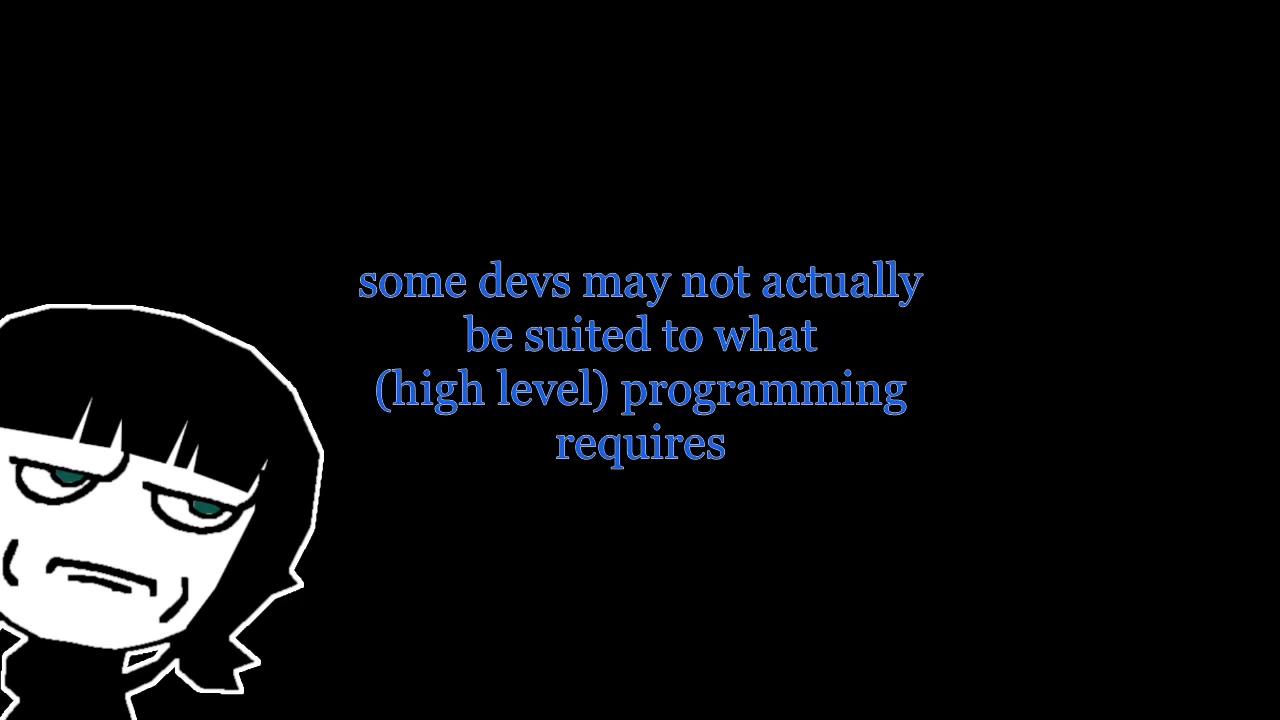 some devs may not actually
be suited to what
(high level) programming
requires